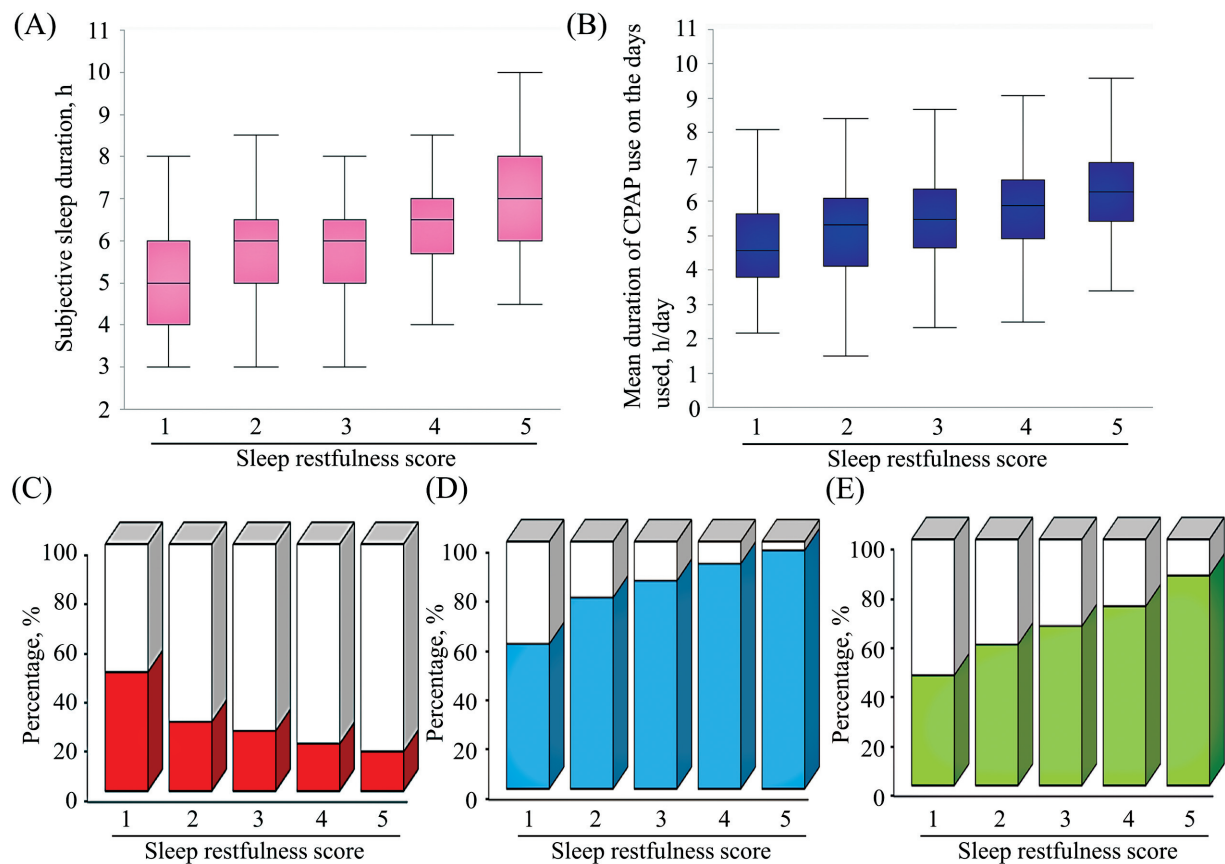 (A)
Subjective sleep duration, h
11
10
9
8
7
6
5
4
3
2
1 2 3 4 5
Sleep restfulness score
(B)
Mean duration of CPAP use on the days
used, h/day
11
10
9
8
7
6
5
4
3
2
1
0
1 2 3 4 5
Sleep restfulness score
(C)
Percentage, %
100
80
60
40
20
0
1 2 3 4 5
Sleep restfulness score
(D)
Percentage, %
100
80
60
40
20
0
1 2 3 4 5
Sleep restfulness score
(E)
Percentage, %
100
80
60
40
20
0
1 2 3 4 5
Sleep restfulness score